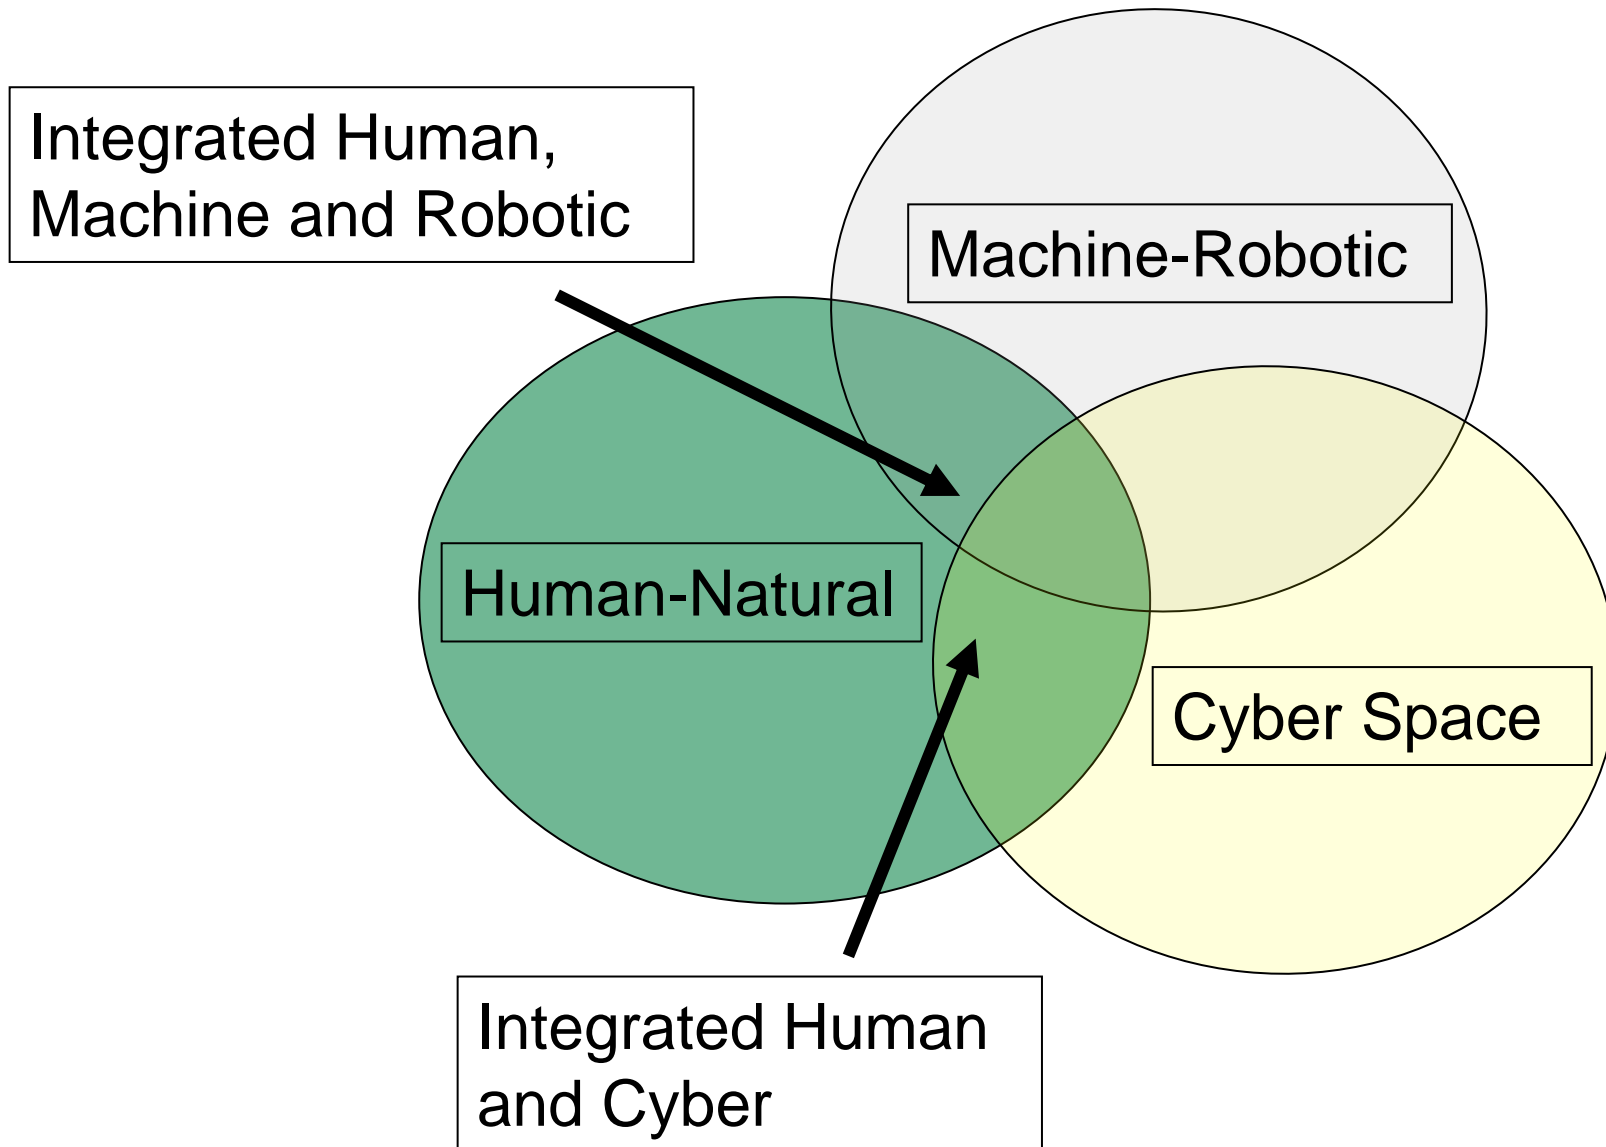 Integrated Human,
Machine and Robotic
Machine-Robotic
Human-Natural
Cyber Space
Integrated Human
and Cyber